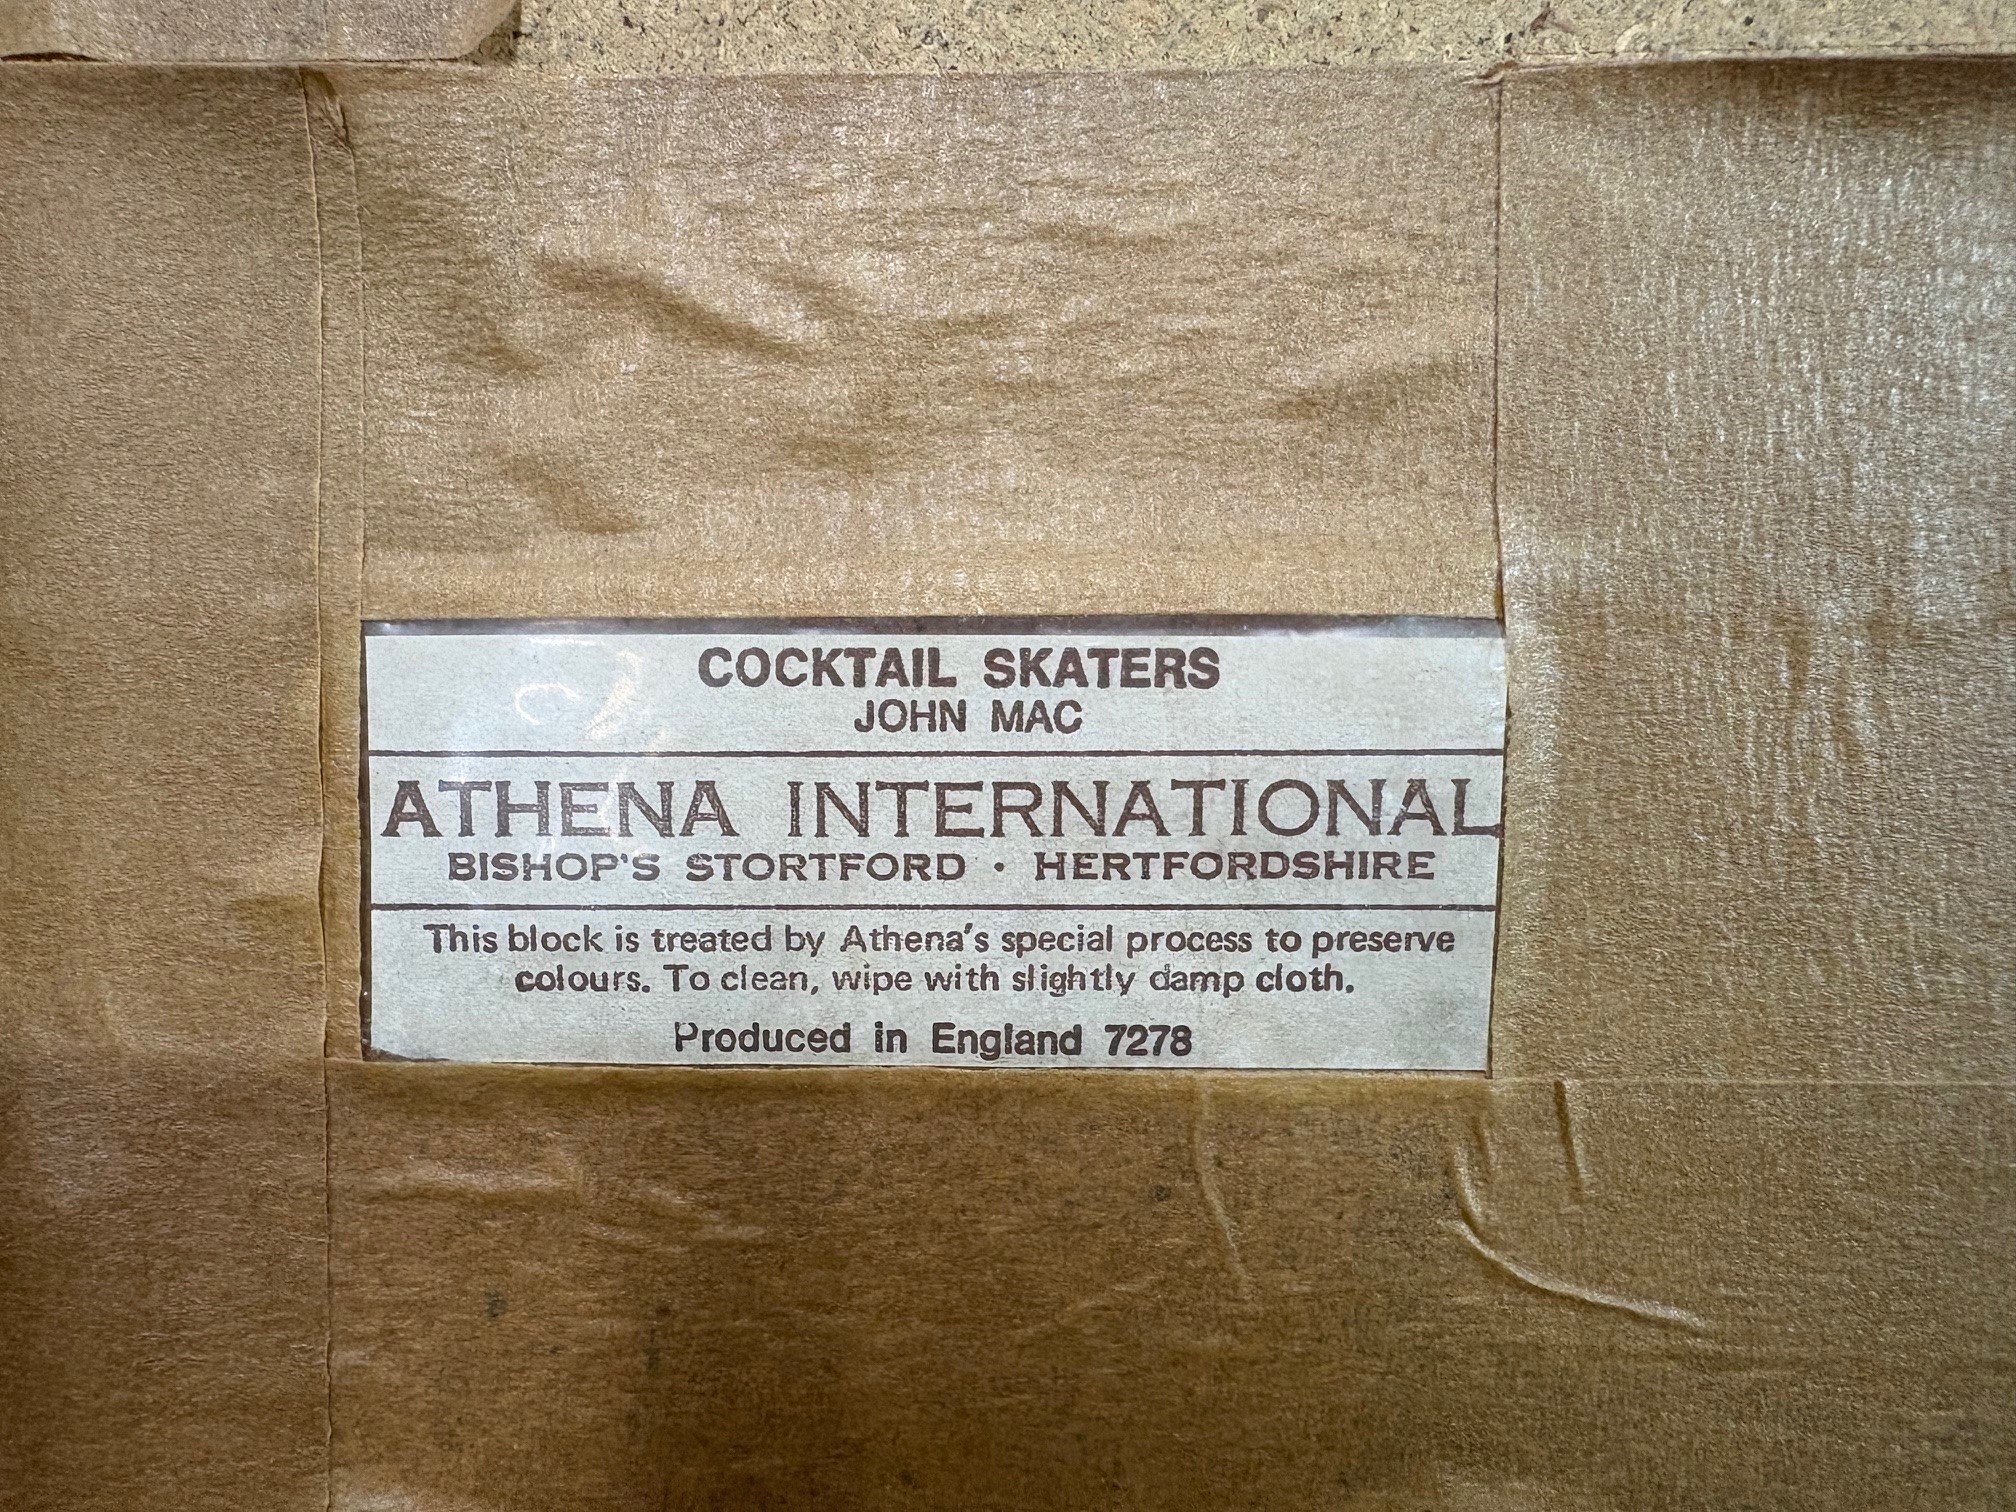 COCKTAIL SKATERS
JOHN MAC
ATHENA INTERNATIONAL
BISHOP'S STORTFORD · HERTFORDSHIRE
This block is treated by Athena's special process to preserve
colours. To clean, wipe with slightly damp cloth.
Produced in England 7278